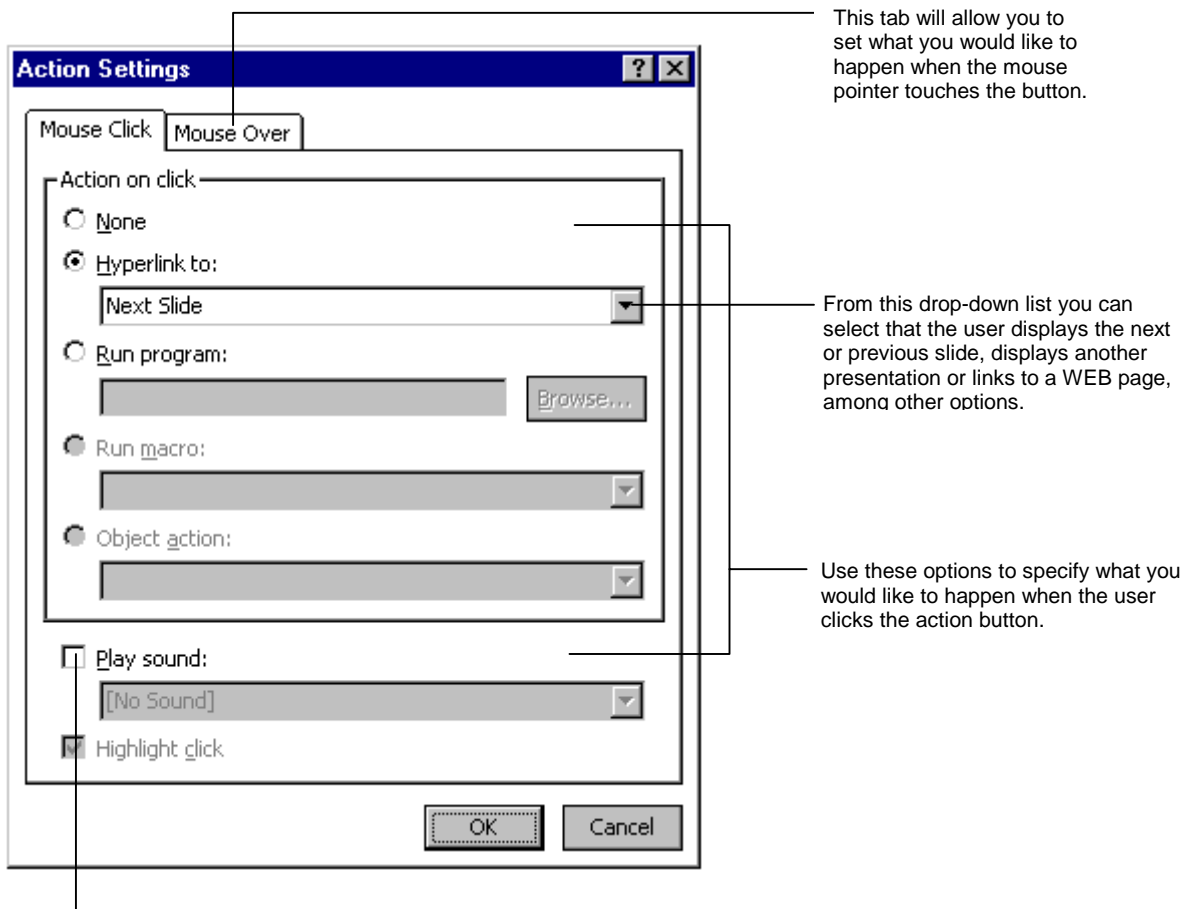 This tab will allow you to
set what you would like to
happen when the mouse
pointer touches the button.
Action Settings
Mouse Click
Mouse Over
Action on click
None
Hyperlink to:
Next Slide
From this drop-down list you can
select that the user displays the next
or previous slide, displays another
presentation or links to a WEB page,
among other options.
Run program:
Browse...
Run macro:
Object action:
Use these options to specify what you
would like to happen when the user
clicks the action button.
Play sound:
[No Sound]
Highlight click
OK
Cancel